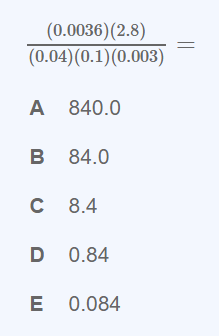 (0.0036)(2.8)
(0.04)(0.1)(0.003) =
A 840.0
B 84.0
C 8.4
D 0.84
E 0.084